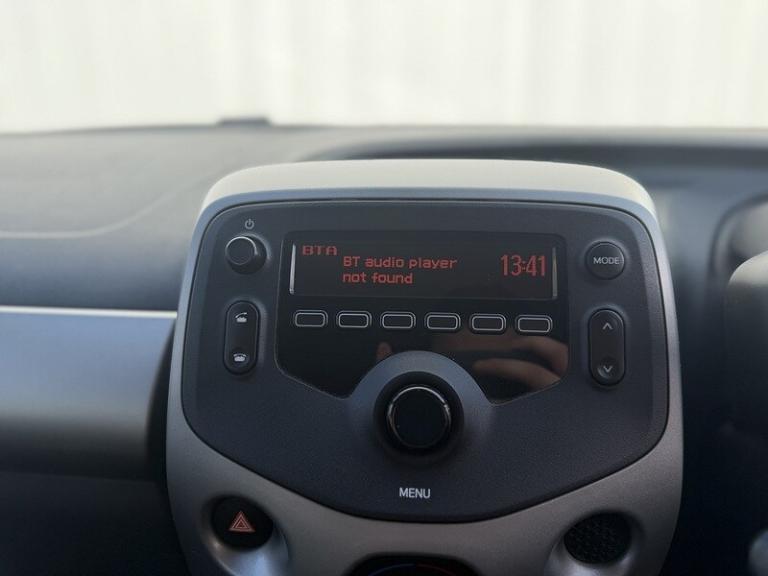 BTA
BT audio player
not found
13:41
MODE
MENU